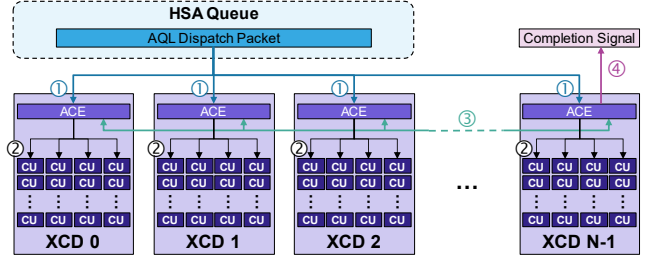 HSA Queue
AQL Dispatch Packet
Completion Signal
① ① ① ① ④
ACE ACE ACE ACE
③
② ② ② ②
CU CU CU CU CU CU CU CU CU CU CU CU CU CU CU CU
CU CU CU CU CU CU CU CU CU CU CU CU CU CU CU CU
...
CU CU CU CU CU CU CU CU CU CU CU CU CU CU CU CU
XCD 0 XCD 1 XCD 2 XCD N-1